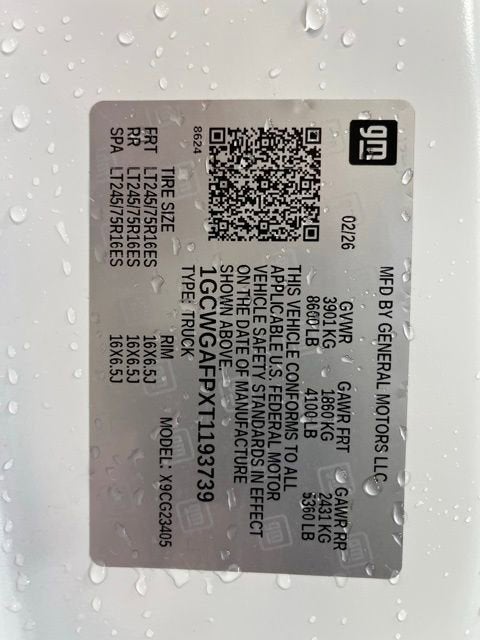 gm
MFD BY GENERAL MOTORS LLC
02/26
GVWR GAWR FRT GAWR RR
3901 KG 1860 KG 2431 KG
8600 LB 4100 LB 5360 LB
THIS VEHICLE CONFORMS TO ALL
APPLICABLE U.S. FEDERAL MOTOR
VEHICLE SAFETY STANDARDS IN EFFECT
ON THE DATE OF MANUFACTURE
SHOWN ABOVE.
1GCWGAFPXT1193739
TYPE: TRUCK MODEL: X9CG23405
8624
TIRE SIZE RIM
FRT LT245/75R16ES 16X6.5J
RR LT245/75R16ES 16X6.5J
SPA LT245/75R16ES 16X6.5J